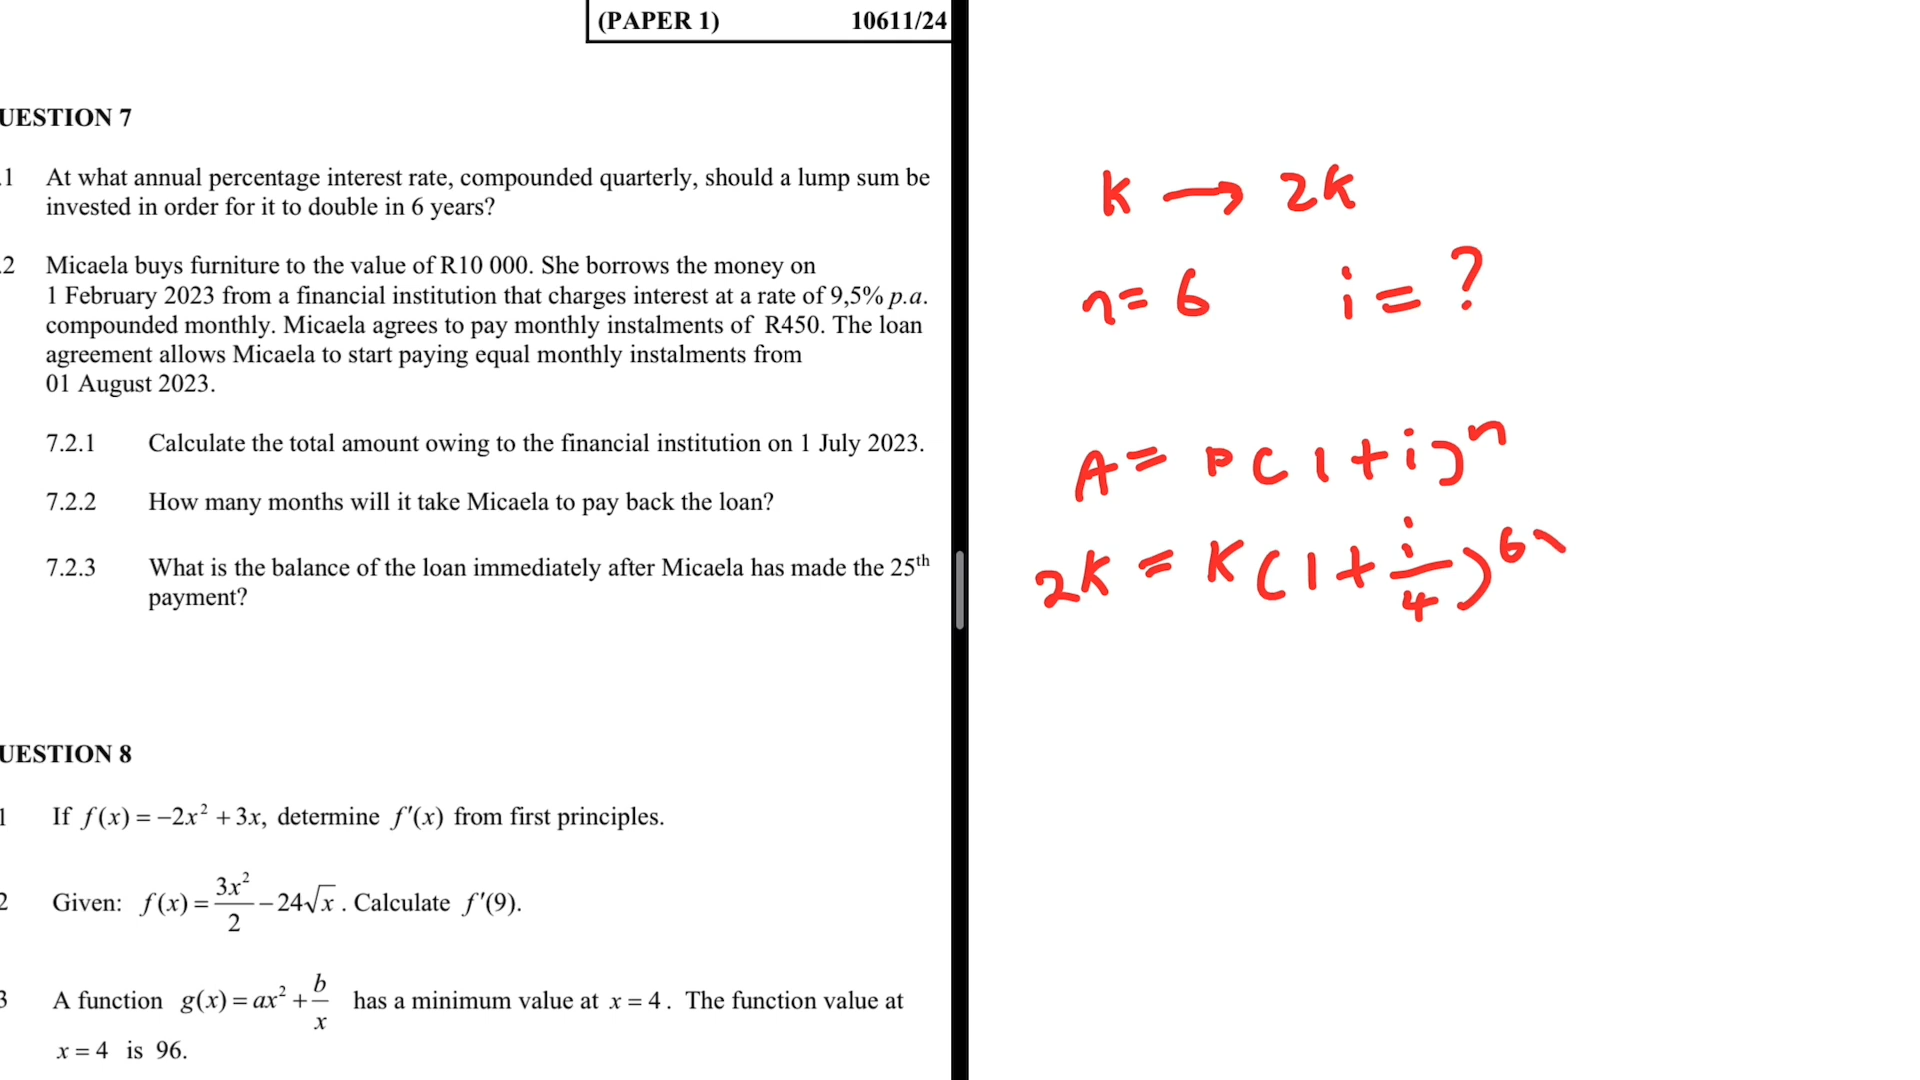 (PAPER 1) 10611/24
UESTION 7
.1 At what annual percentage interest rate, compounded quarterly, should a lump sum be
invested in order for it to double in 6 years?
.2 Micaela buys furniture to the value of R10 000. She borrows the money on
1 February 2023 from a financial institution that charges interest at a rate of 9,5% p.a.
compounded monthly. Micaela agrees to pay monthly instalments of R450. The loan
agreement allows Micaela to start paying equal monthly instalments from
01 August 2023.
7.2.1 Calculate the total amount owing to the financial institution on 1 July 2023.
7.2.2 How many months will it take Micaela to pay back the loan?
7.2.3 What is the balance of the loan immediately after Micaela has made the 25th
payment?
UESTION 8
1 If f(x) = −2x² + 3x, determine f′(x) from first principles.
2 Given: f(x) = 3x²/2 − 24√x . Calculate f′(9).
3 A function g(x) = ax² + b/x has a minimum value at x = 4. The function value at
x = 4 is 96.
K → 2K
n = 6 i = ?
A = P(1+i)ⁿ
2K = K(1+i/4)⁶